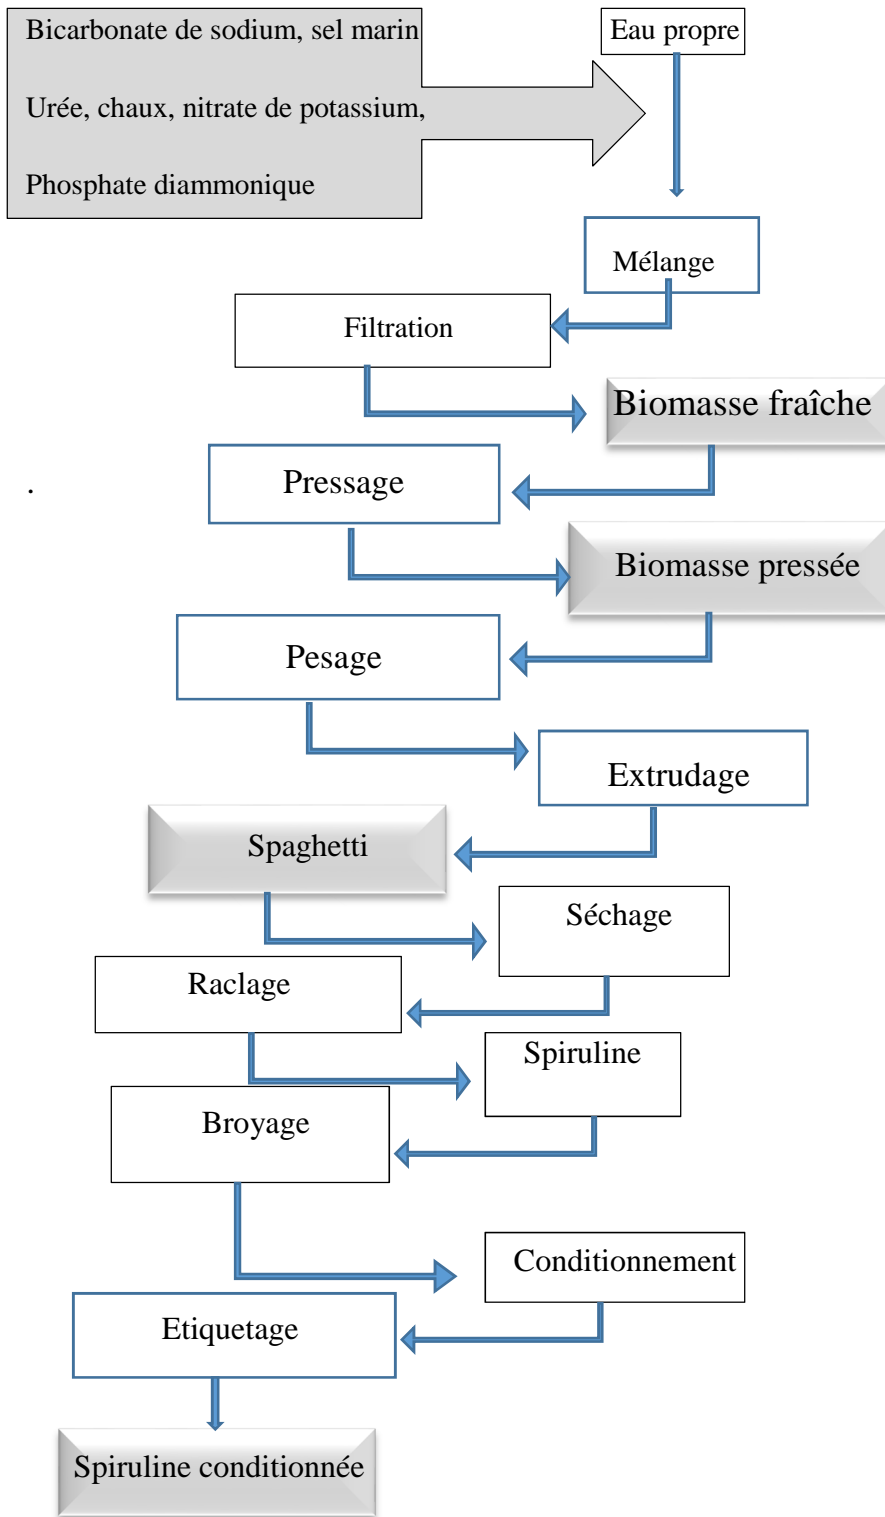 Bicarbonate de sodium, sel marin
Eau propre
Urée, chaux, nitrate de potassium,
Phosphate diammonique
Mélange
Filtration
Biomasse fraîche
Pressage
.
Biomasse pressée
Pesage
Extrudage
Spaghetti
Séchage
Raclage
Spiruline
Broyage
Conditionnement
Etiquetage
Spiruline conditionnée